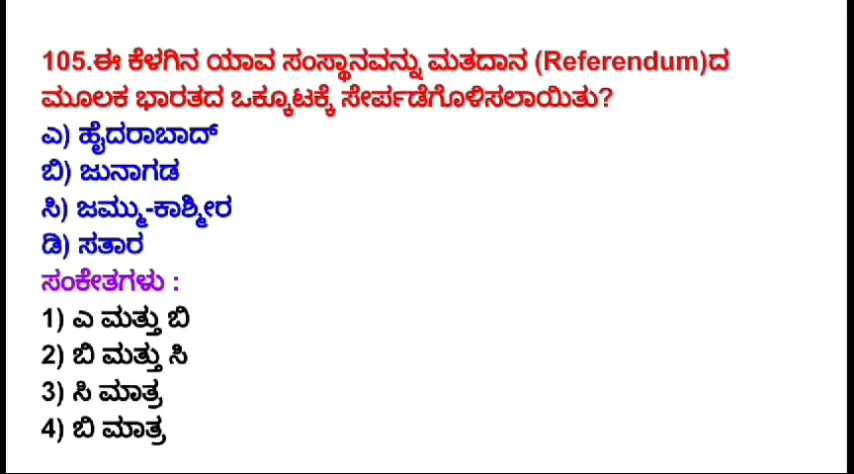 105.ಈ ಕೆಳಗಿನ ಯಾವ ಸಂಸ್ಥಾನವನ್ನು ಮತದಾನ (Referendum)ದ
ಮೂಲಕ ಭಾರತದ ಒಕ್ಕೂಟಕ್ಕೆ ಸೇರ್ಪಡೆಗೊಳಿಸಲಾಯಿತು?
ಎ) ಹೈದರಾಬಾದ್
ಬಿ) ಜುನಾಗಡ
ಸಿ) ಜಮ್ಮು-ಕಾಶ್ಮೀರ
ಡಿ) ಸತಾರ
ಸಂಕೇತಗಳು :
1) ಎ ಮತ್ತು ಬಿ
2) ಬಿ ಮತ್ತು ಸಿ
3) ಸಿ ಮಾತ್ರ
4) ಬಿ ಮಾತ್ರ